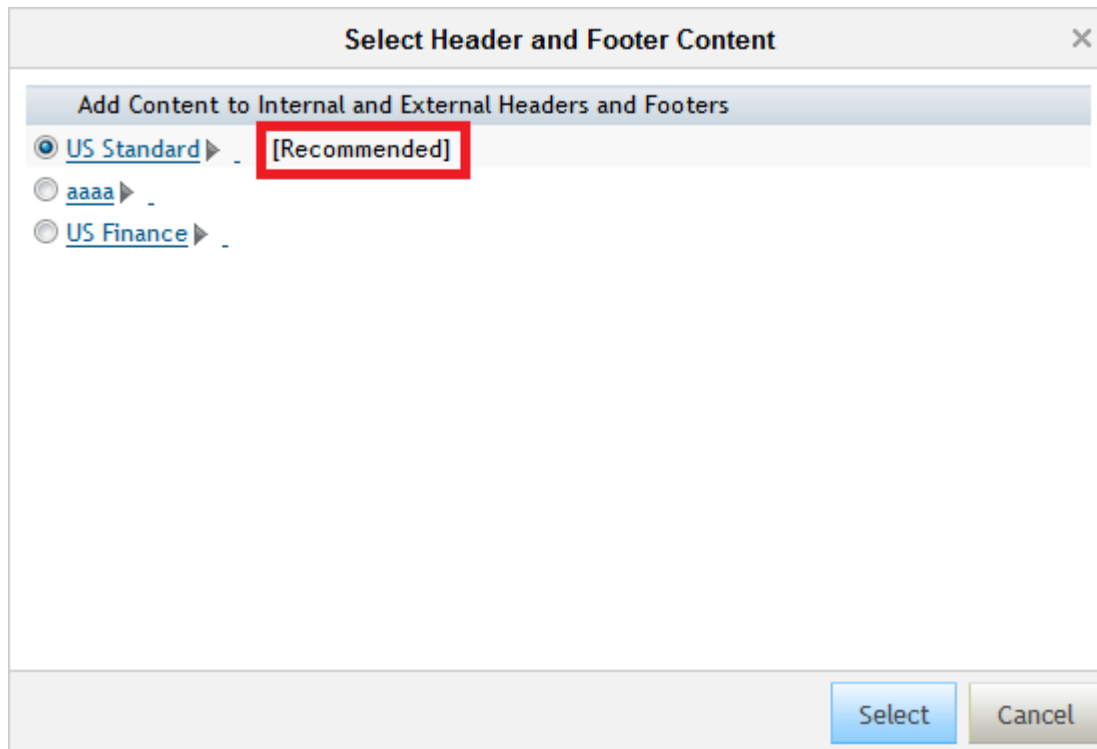 Select Header and Footer Content
Add Content to Internal and External Headers and Footers
US Standard [Recommended]
aaaa
US Finance
Select Cancel